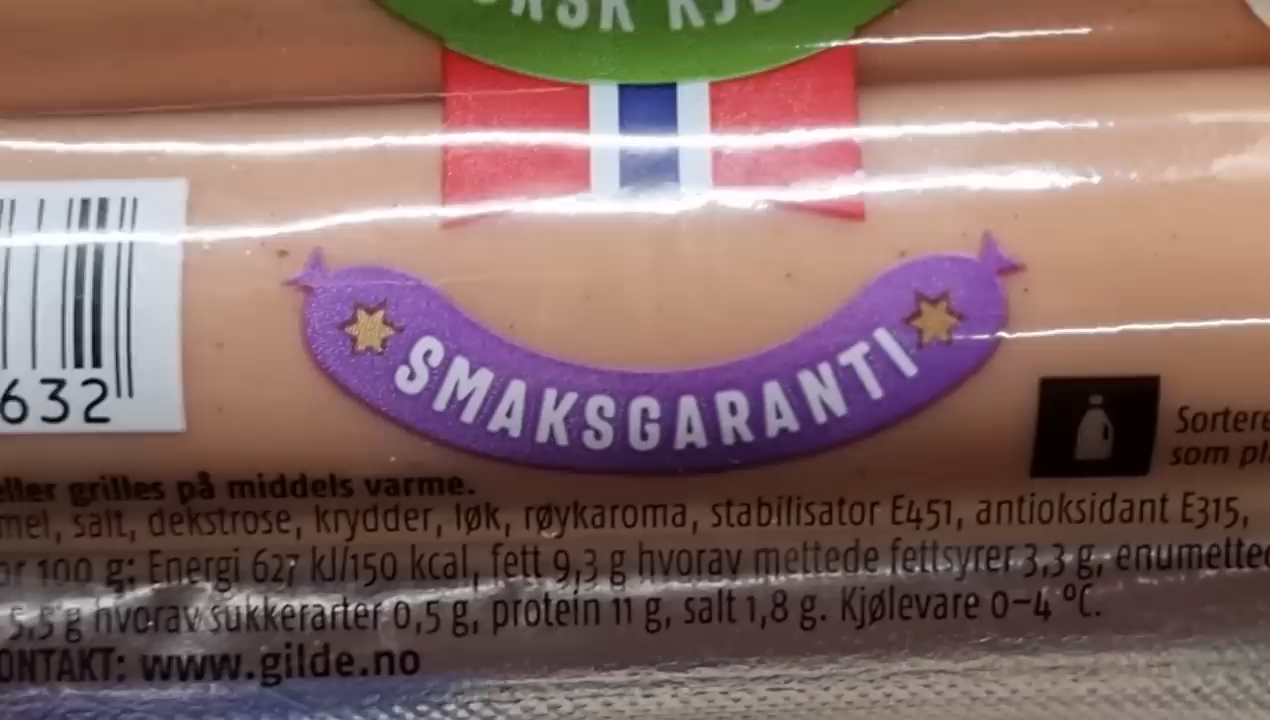 SMAKSGARANTI
632
Sortere
som pl
eller grilles på middels varme.
mel, salt, dekstrose, krydder, løk, røykaroma, stabilisator E451, antioksidant E315,
100 g: Energi 627 kJ/150 kcal, fett 9,3 g hvorav mettede fettsyrer 3,3 g, enumettede
5,5 g hvorav sukkerarter 0,5 g, protein 11 g, salt 1,8 g. Kjølevare 0–4 °C.
ONTAKT: www.gilde.no